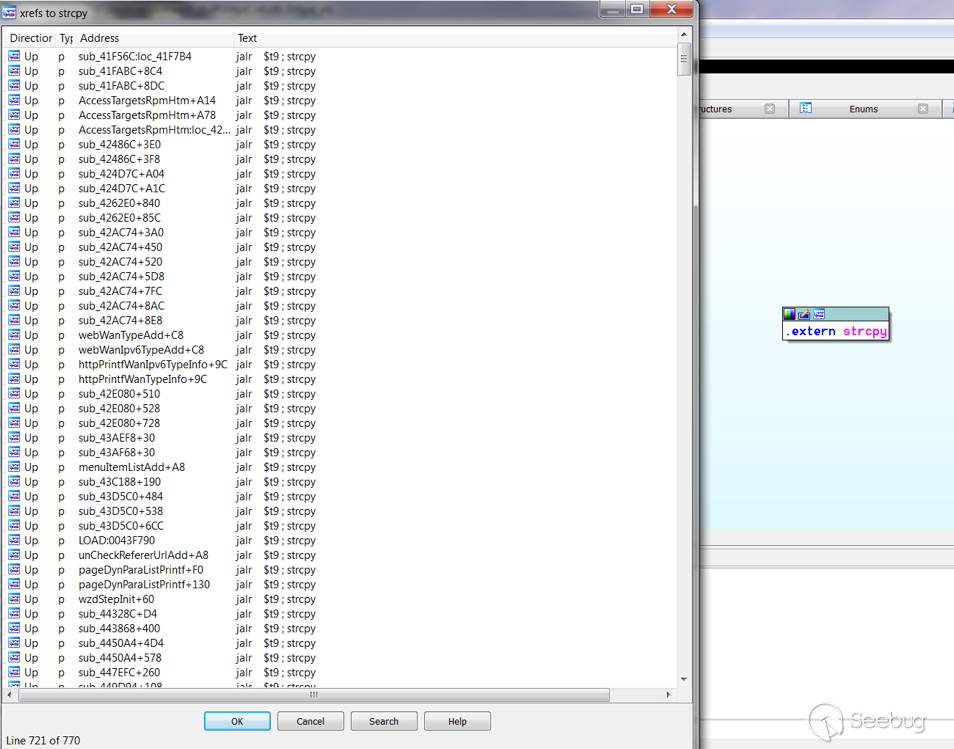 xrefs to strcpy
Direction Typ Address Text
Up p sub_41F56C:loc_41F7B4 jalr $t9 ; strcpy
Up p sub_41FABC+8C4 jalr $t9 ; strcpy
Up p sub_41FABC+8DC jalr $t9 ; strcpy
Up p AccessTargetsRpmHtm+A14 jalr $t9 ; strcpy
Up p AccessTargetsRpmHtm+A78 jalr $t9 ; strcpy
Up p AccessTargetsRpmHtm:loc_42... jalr $t9 ; strcpy
Up p sub_42486C+3E0 jalr $t9 ; strcpy
Up p sub_42486C+3F8 jalr $t9 ; strcpy
Up p sub_424D7C+A04 jalr $t9 ; strcpy
Up p sub_424D7C+A1C jalr $t9 ; strcpy
Up p sub_4262E0+840 jalr $t9 ; strcpy
Up p sub_4262E0+85C jalr $t9 ; strcpy
Up p sub_42AC74+3A0 jalr $t9 ; strcpy
Up p sub_42AC74+450 jalr $t9 ; strcpy
Up p sub_42AC74+520 jalr $t9 ; strcpy
Up p sub_42AC74+5D8 jalr $t9 ; strcpy
Up p sub_42AC74+7FC jalr $t9 ; strcpy
Up p sub_42AC74+8AC jalr $t9 ; strcpy
Up p sub_42AC74+8E8 jalr $t9 ; strcpy
Up p webWanTypeAdd+C8 jalr $t9 ; strcpy
Up p webWanIpv6TypeAdd+C8 jalr $t9 ; strcpy
Up p httpPrintfWanIpv6TypeInfo+9C jalr $t9 ; strcpy
Up p httpPrintfWanTypeInfo+9C jalr $t9 ; strcpy
Up p sub_42E080+510 jalr $t9 ; strcpy
Up p sub_42E080+528 jalr $t9 ; strcpy
Up p sub_42E080+728 jalr $t9 ; strcpy
Up p sub_43AEF8+30 jalr $t9 ; strcpy
Up p sub_43AF68+30 jalr $t9 ; strcpy
Up p menuItemListAdd+A8 jalr $t9 ; strcpy
Up p sub_43C188+190 jalr $t9 ; strcpy
Up p sub_43D5C0+484 jalr $t9 ; strcpy
Up p sub_43D5C0+538 jalr $t9 ; strcpy
Up p sub_43D5C0+6CC jalr $t9 ; strcpy
Up p LOAD:0043F790 jalr $t9 ; strcpy
Up p unCheckRefererUrlAdd+A8 jalr $t9 ; strcpy
Up p pageDynParaListPrintf+F0 jalr $t9 ; strcpy
Up p pageDynParaListPrintf+130 jalr $t9 ; strcpy
Up p wzdStepInit+60 jalr $t9 ; strcpy
Up p sub_44328C+D4 jalr $t9 ; strcpy
Up p sub_443868+400 jalr $t9 ; strcpy
Up p sub_4450A4+4D4 jalr $t9 ; strcpy
Up p sub_4450A4+578 jalr $t9 ; strcpy
Up p sub_447EFC+260 jalr $t9 ; strcpy
Up p sub_449D94+108 jalr $t9 ; strcpy
OK Cancel Search Help
Line 721 of 770
ructures Enums
.extern strcpy
Seebug